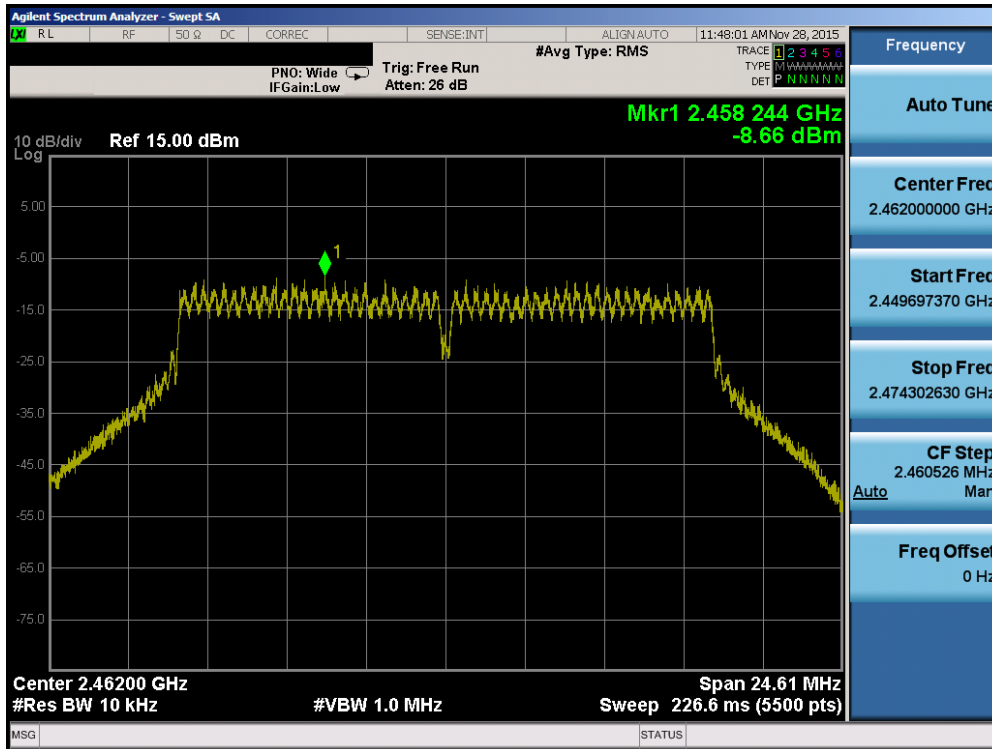 Agilent Spectrum Analyzer - Swept SA
LXI RL RF 50 Ω DC CORREC SENSE:INT ALIGN AUTO 11:48:01 AM Nov 28, 2015
#Avg Type: RMS TRACE 1 2 3 4 5 6
PNO: Wide Trig: Free Run TYPE M WWWWW
IFGain:Low Atten: 26 dB DET P N N N N N
Mkr1 2.458 244 GHz
-8.66 dBm
10 dB/div Ref 15.00 dBm
Log
5.00
1
-5.00
-15.0
-25.0
-35.0
-45.0
-55.0
-65.0
-75.0
Center 2.46200 GHz Span 24.61 MHz
#Res BW 10 kHz #VBW 1.0 MHz Sweep 226.6 ms (5500 pts)
MSG STATUS
Frequency
Auto Tune
Center Freq
2.462000000 GHz
Start Freq
2.449697370 GHz
Stop Freq
2.474302630 GHz
CF Step
2.460526 MHz
Auto Man
Freq Offset
0 Hz